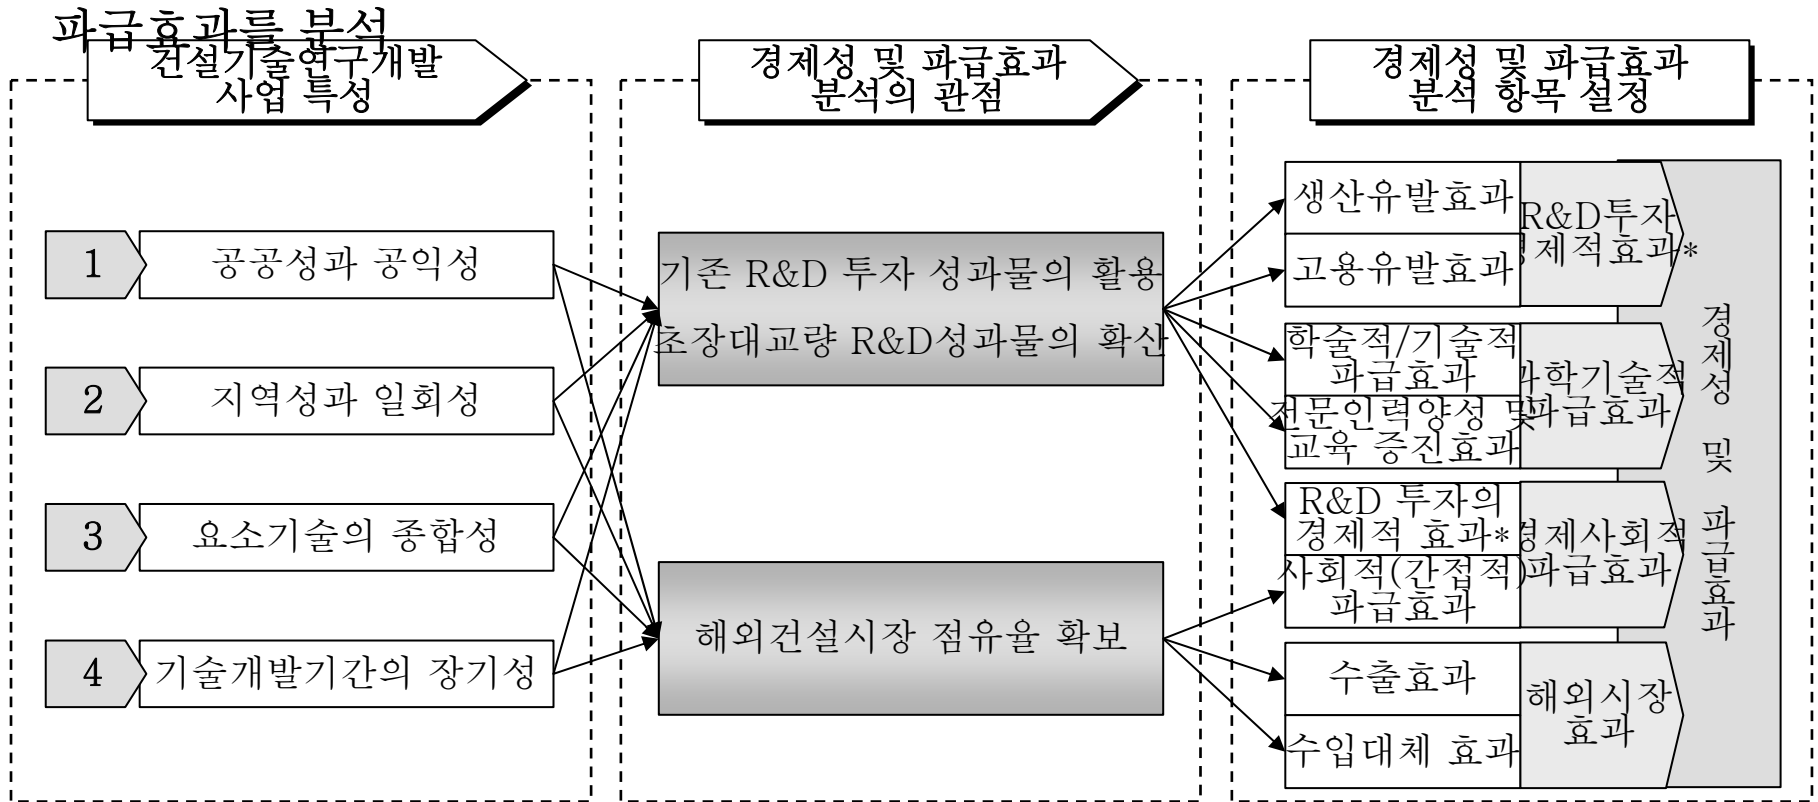 파급효과를 분석
건설기술연구개발
사업 특성
1
공공성과 공익성
2
지역성과 일회성
3
요소기술의 종합성
4
기술개발기간의 장기성
경제성 및 파급효과
분석의 관점
기존 R&D 투자 성과물의 활용
초장대교량 R&D성과물의 확산
해외건설시장 점유율 확보
경제성 및 파급효과
분석 항목 설정
생산유발효과
고용유발효과
R&D투자
경제적효과*
학술적/기술적
파급효과
전문인력양성 및
교육 증진효과
과학기술적
파급효과
R&D 투자의
경제적 효과*
사회적(간접적)
파급효과
경제사회적
파급효과
수출효과
수입대체 효과
해외시장
효과
경제성 및 파급효과